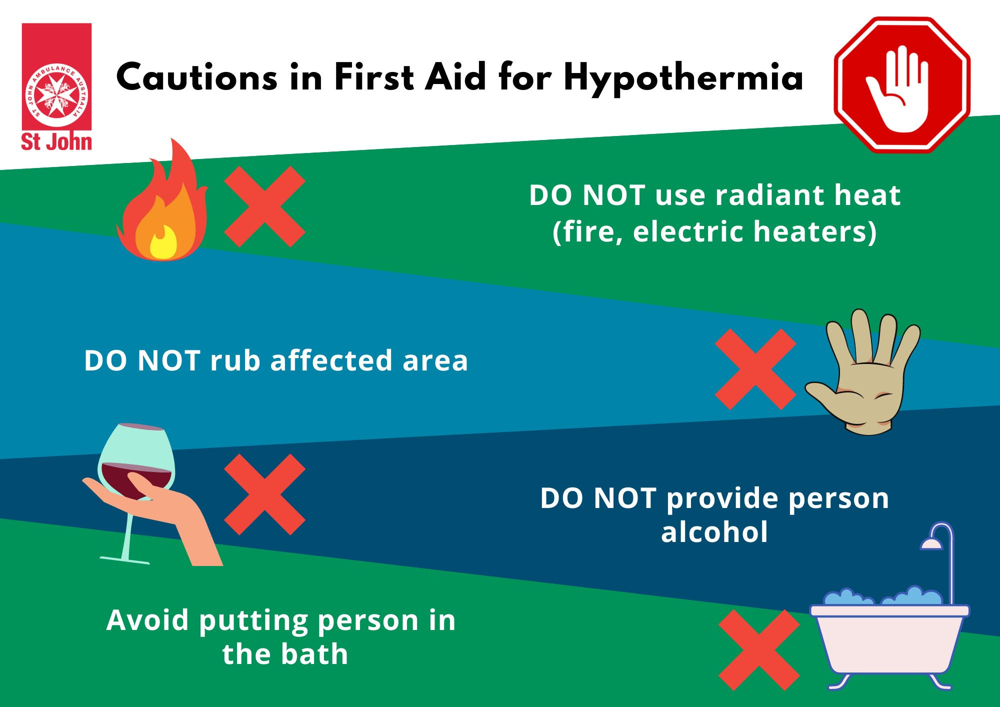 ST JOHN AMBULANCE AUSTRALIA
St John
Cautions in First Aid for Hypothermia
DO NOT use radiant heat
(fire, electric heaters)
DO NOT rub affected area
DO NOT provide person
alcohol
Avoid putting person in
the bath